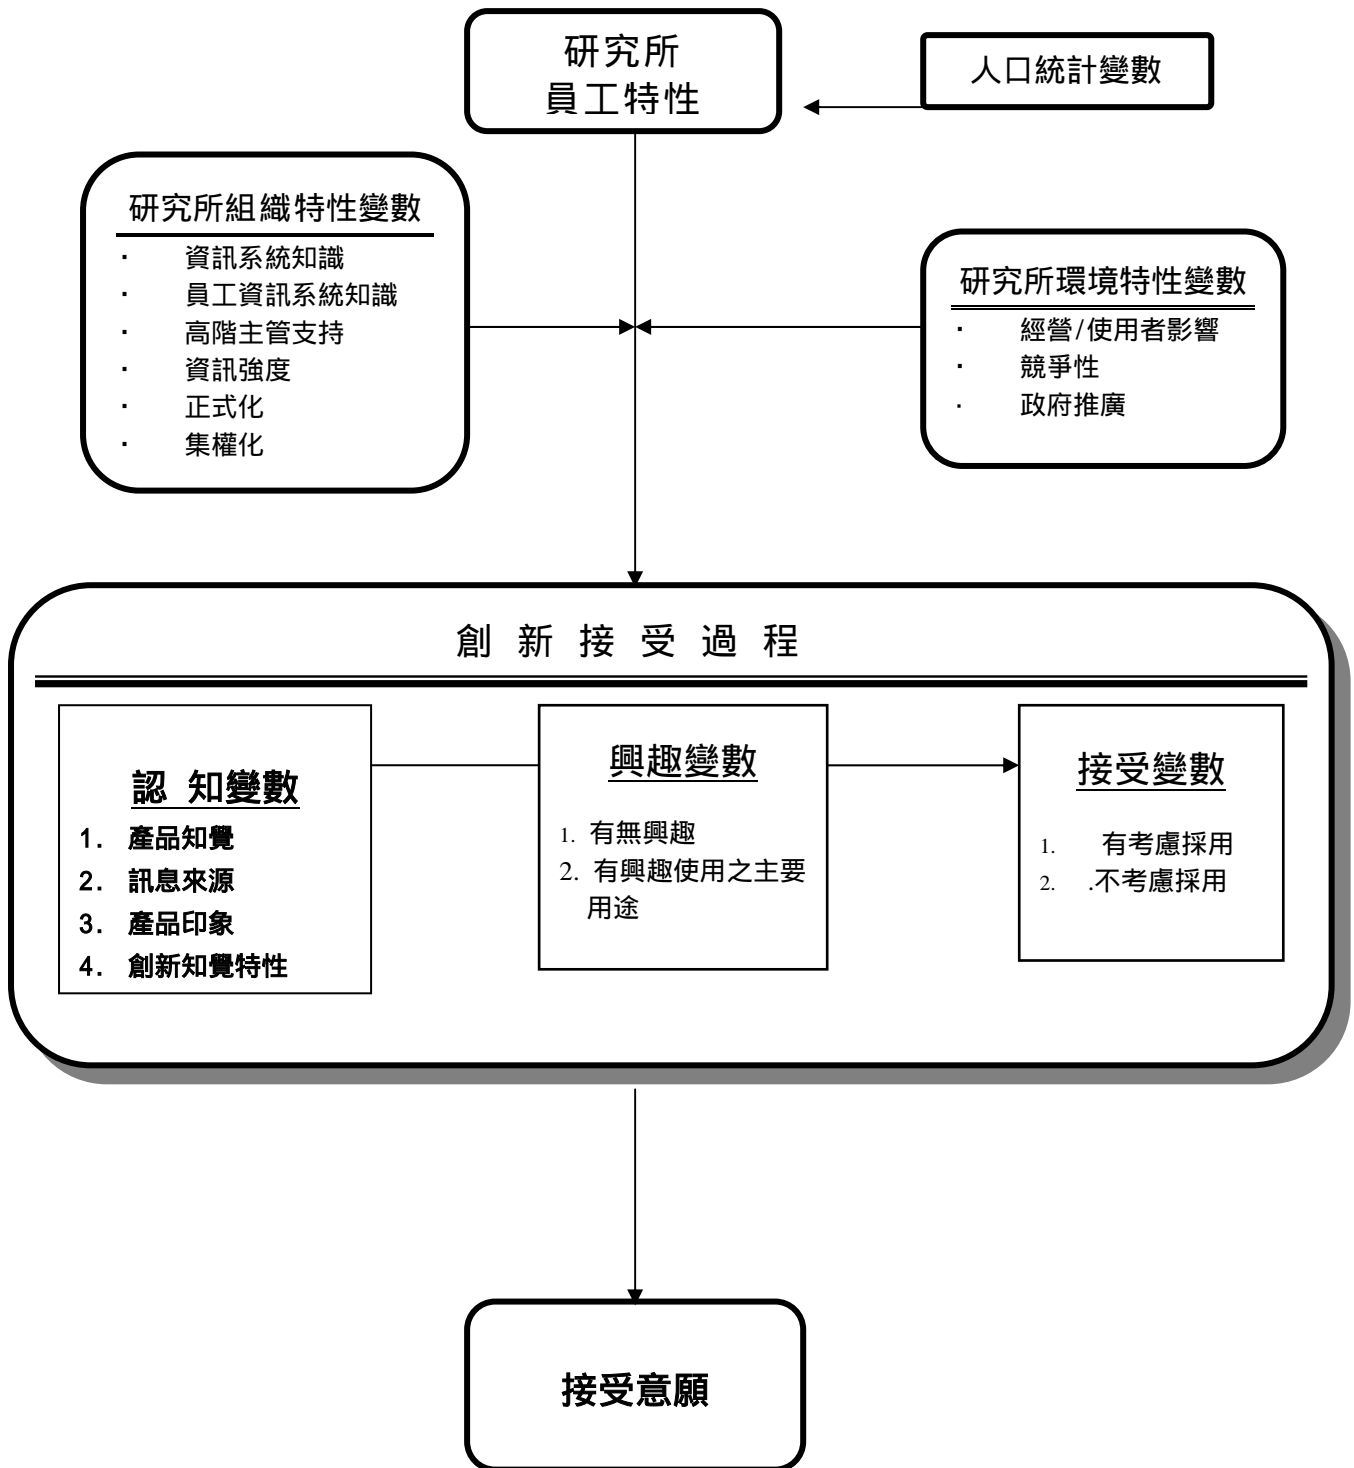 研究所
員工特性
人口統計變數
研究所組織特性變數
· 資訊系統知識
· 員工資訊系統知識
· 高階主管支持
· 資訊強度
· 正式化
· 集權化
研究所環境特性變數
· 經營/使用者影響
· 競爭性
· 政府推廣
創 新 接 受 過 程
認 知變數
1. 產品知覺
2. 訊息來源
3. 產品印象
4. 創新知覺特性
興趣變數
1. 有無興趣
2. 有興趣使用之主要
用途
接受變數
1. 有考慮採用
2. .不考慮採用
接受意願